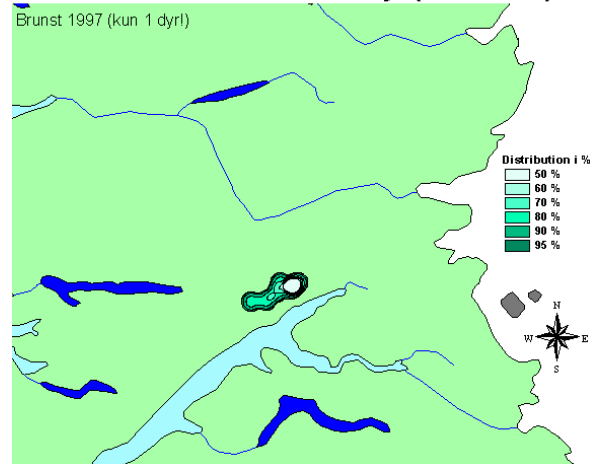 Brunst 1997 (kun 1 dyr!)
Distribution i %
50 %
60 %
70 %
80 %
90 %
95 %
N
W E
S